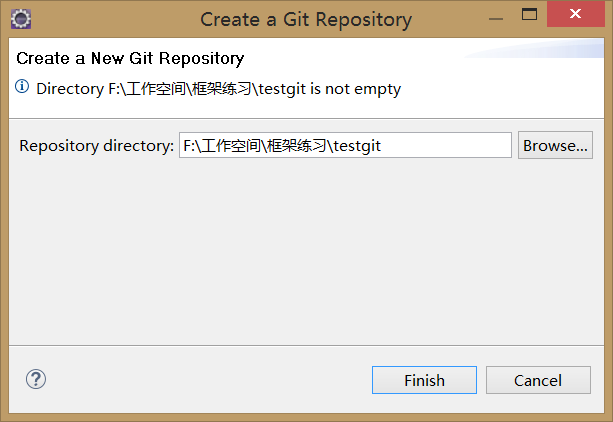 Create a Git Repository
Create a New Git Repository
Directory F:\工作空间\框架练习\testgit is not empty
Repository directory: F:\工作空间\框架练习\testgit Browse...
Finish Cancel